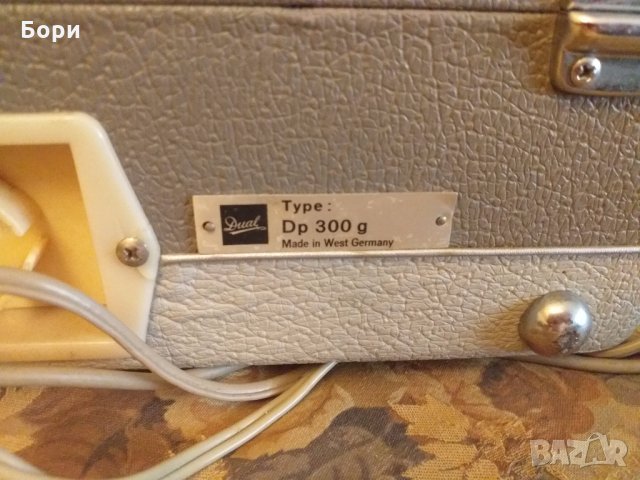 Бори
Dual
Type :
Dp 300 g
Made in West Germany
BAZAR